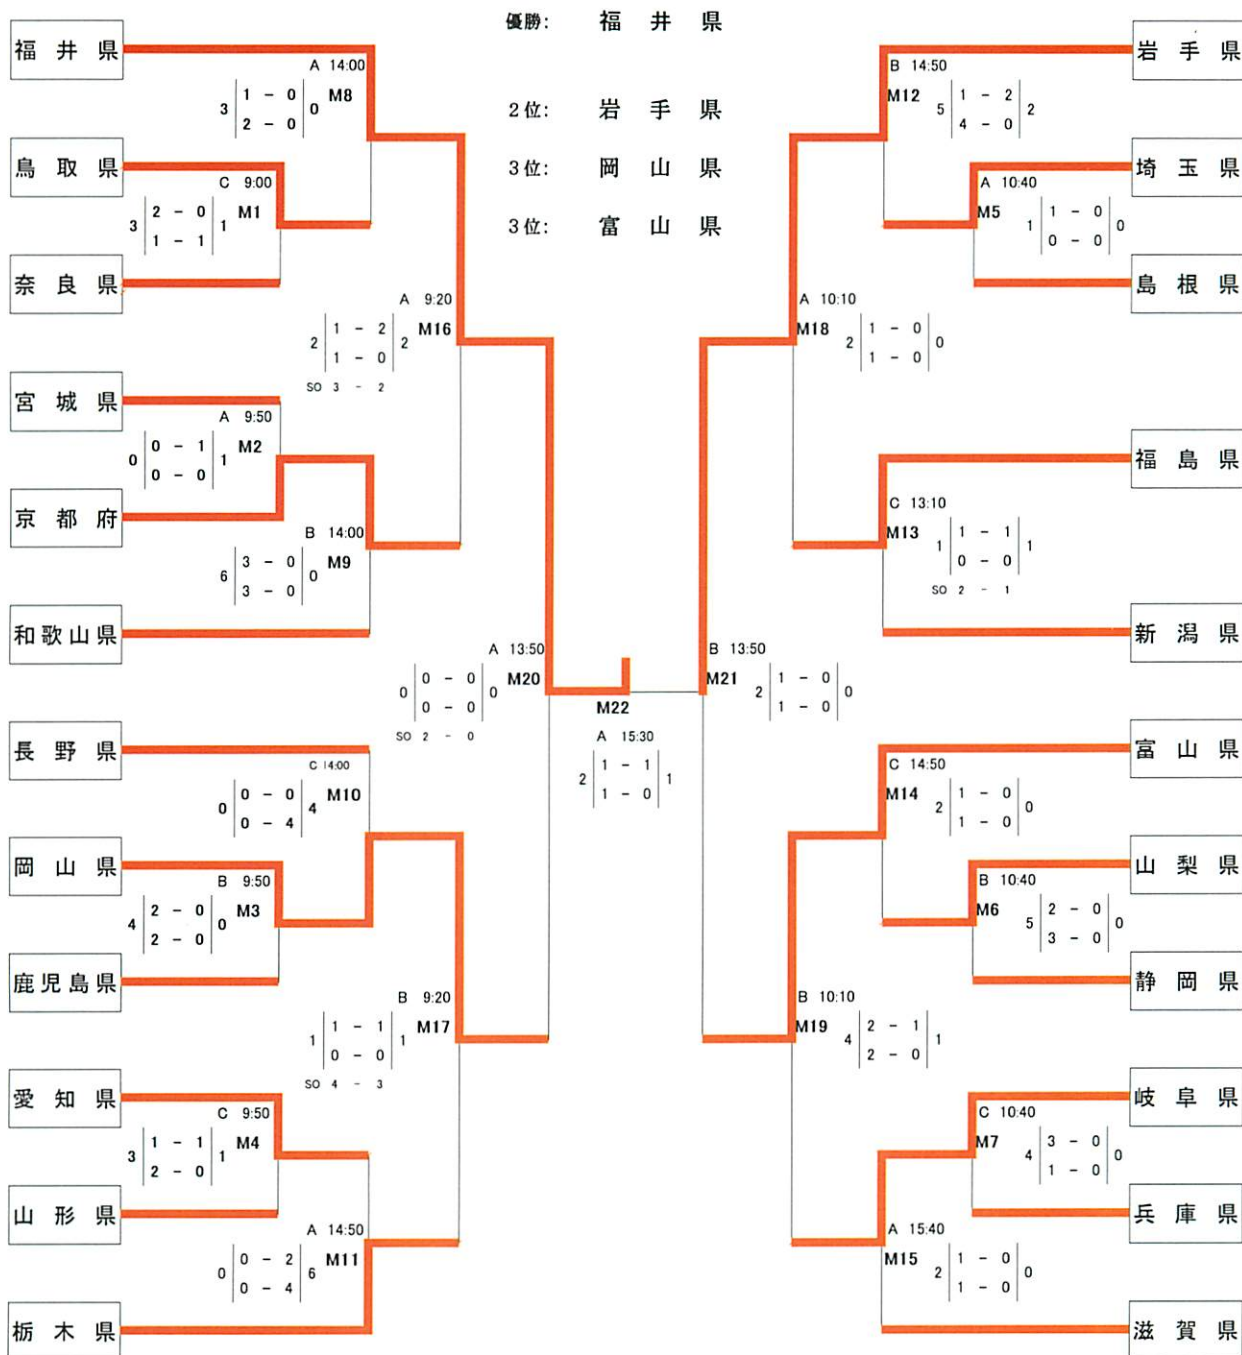 優勝: 福井県
2位: 岩手県
3位: 岡山県
3位: 富山県
福井県
A 14:00
M8
3 1 - 0 0
2 - 0
鳥取県
C 9:00
M1
3 2 - 0 1
1 - 1
奈良県
A 9:20
M16
2 1 - 2 2
1 - 0
SO 3 - 2
宮城県
A 9:50
M2
0 0 - 1 1
0 - 0
京都府
B 14:00
M9
6 3 - 0 0
3 - 0
和歌山県
A 13:50
M20
0 0 - 0 0
0 - 0
SO 2 - 0
長野県
C 14:00
M10
0 0 - 0 4
0 - 4
岡山県
B 9:50
M3
4 2 - 0 0
2 - 0
鹿児島県
B 9:20
M17
1 1 - 1 1
0 - 0
SO 4 - 3
愛知県
C 9:50
M4
3 1 - 1 1
2 - 0
山形県
A 14:50
M11
0 0 - 2 6
0 - 4
栃木県
M22
A 15:30
2 1 - 1 1
1 - 0
岩手県
B 14:50
M12
5 1 - 2 2
4 - 0
埼玉県
A 10:40
M5
1 1 - 0 0
0 - 0
島根県
A 10:10
M18
2 1 - 0 0
1 - 0
福島県
C 13:10
M13
1 1 - 1 1
0 - 0
SO 2 - 1
新潟県
B 13:50
M21
2 1 - 0 0
1 - 0
富山県
C 14:50
M14
2 1 - 0 0
1 - 0
山梨県
B 10:40
M6
5 2 - 0 0
3 - 0
静岡県
B 10:10
M19
4 2 - 1 1
2 - 0
岐阜県
C 10:40
M7
4 3 - 0 0
1 - 0
兵庫県
A 15:40
M15
2 1 - 0 0
1 - 0
滋賀県